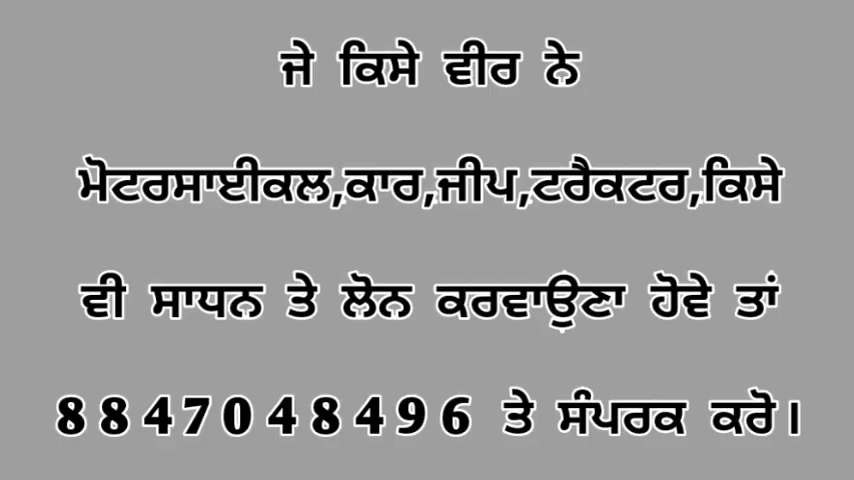 ਜੇ ਕਿਸੇ ਵੀਰ ਨੇ
ਮੋਟਰਸਾਈਕਲ,ਕਾਰ,ਜੀਪ,ਟਰੈਕਟਰ,ਕਿਸੇ
ਵੀ ਸਾਧਨ ਤੇ ਲੋਨ ਕਰਵਾਉਣਾ ਹੋਵੇ ਤਾਂ
8847048496 ਤੇ ਸੰਪਰਕ ਕਰੋ।